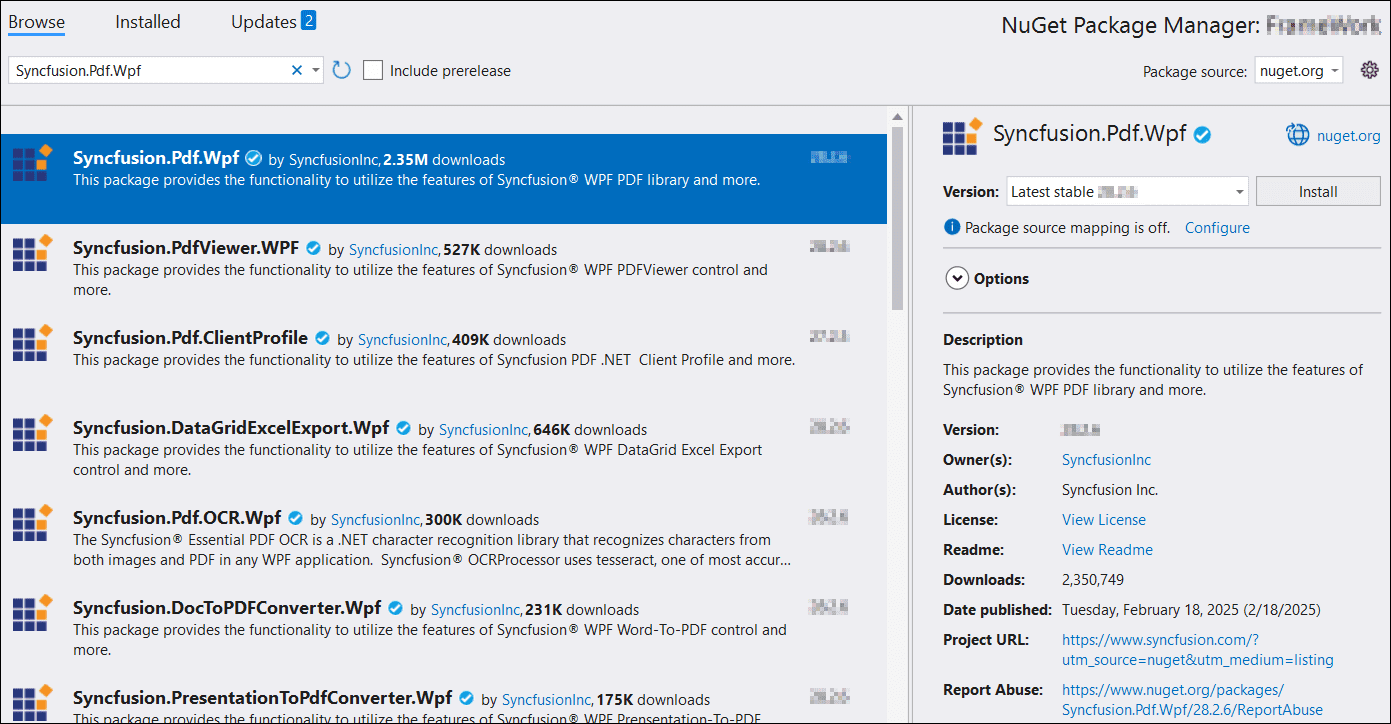 Browse Installed Updates 2
NuGet Package Manager: FrameWork
Syncfusion.Pdf.Wpf
Include prerelease
Package source: nuget.org
Syncfusion.Pdf.Wpf by SyncfusionInc, 2.35M downloads
This package provides the functionality to utilize the features of Syncfusion® WPF PDF library and more.
Syncfusion.PdfViewer.WPF by SyncfusionInc, 527K downloads
This package provides the functionality to utilize the features of Syncfusion® WPF PDFViewer control and
more.
Syncfusion.Pdf.ClientProfile by SyncfusionInc, 409K downloads
This package provides the functionality to utilize the features of Syncfusion PDF .NET Client Profile and more.
Syncfusion.DataGridExcelExport.Wpf by SyncfusionInc, 646K downloads
This package provides the functionality to utilize the features of Syncfusion® WPF DataGrid Excel Export
control and more.
Syncfusion.Pdf.OCR.Wpf by SyncfusionInc, 300K downloads
The Syncfusion® Essential PDF OCR is a .NET character recognition library that recognizes characters from
both images and PDF in any WPF application. Syncfusion® OCRProcessor uses tesseract, one of most accur...
Syncfusion.DocToPDFConverter.Wpf by SyncfusionInc, 231K downloads
This package provides the functionality to utilize the features of Syncfusion® WPF Word-To-PDF control and
more.
Syncfusion.PresentationToPdfConverter.Wpf by SyncfusionInc, 175K downloads
This package provides the functionality to utilize the features of Syncfusion® WPF Prensentation-To-PDF
Syncfusion.Pdf.Wpf nuget.org
Version: Latest stable Install
Package source mapping is off. Configure
Options
Description
This package provides the functionality to utilize the features of
Syncfusion® WPF PDF library and more.
Version:
Owner(s): SyncfusionInc
Author(s): Syncfusion Inc.
License: View License
Readme: View Readme
Downloads: 2,350,749
Date published: Tuesday, February 18, 2025 (2/18/2025)
Project URL: https://www.syncfusion.com/?
utm_source=nuget&utm_medium=listing
Report Abuse: https://www.nuget.org/packages/
Syncfusion.Pdf.Wpf/28.2.6/ReportAbuse